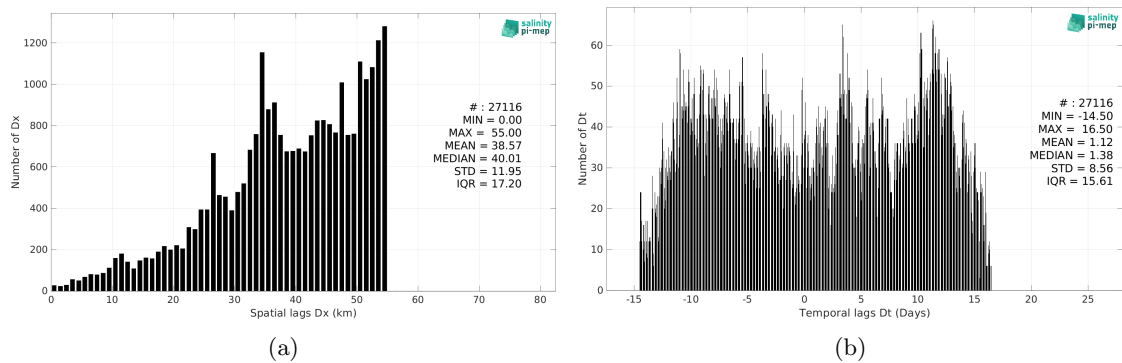 salinity
pi-mep
1200
1000
800
600
400
200
0
Number of Dx
# : 27116
MIN = 0.00
MAX = 55.00
MEAN = 38.57
MEDIAN = 40.01
STD = 11.95
IQR = 17.20
0 10 20 30 40 50 60 70 80
Spatial lags Dx (km)
(a)
salinity
pi-mep
60
50
40
30
20
10
0
Number of Dt
# : 27116
MIN = -14.50
MAX = 16.50
MEAN = 1.12
MEDIAN = 1.38
STD = 8.56
IQR = 15.61
-15 -10 -5 0 5 10 15 20 25
Temporal lags Dt (Days)
(b)